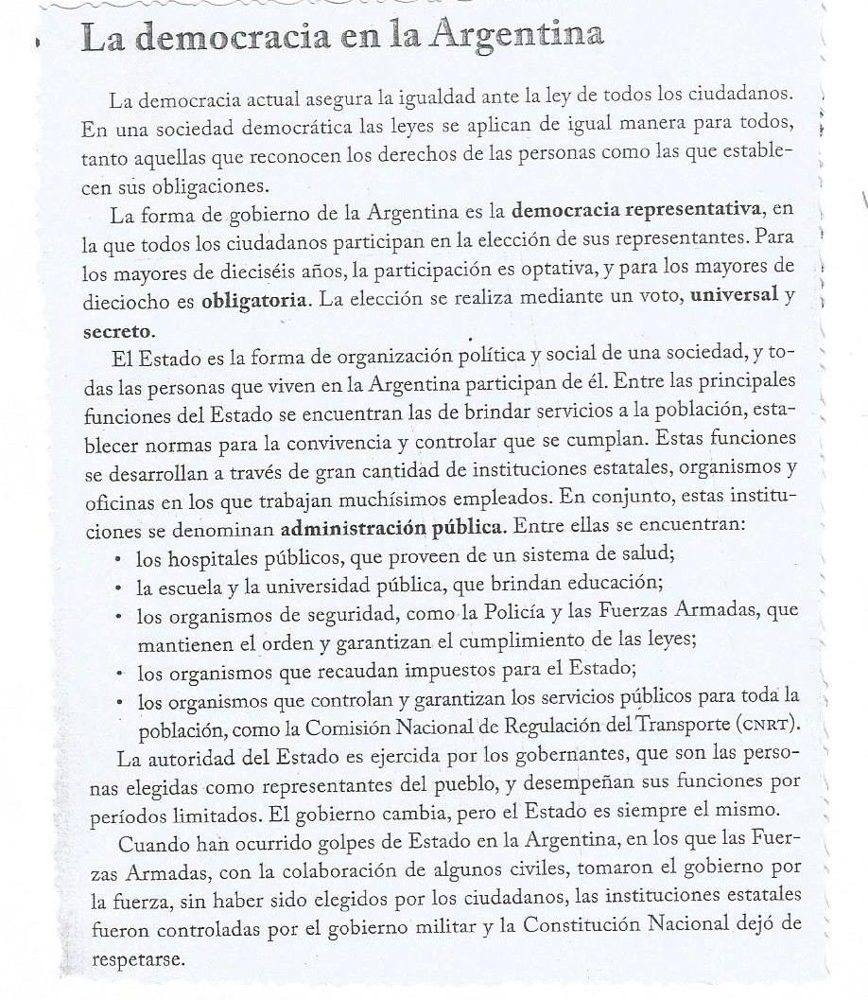 La democracia en la Argentina
La democracia actual asegura la igualdad ante la ley de todos los ciudadanos.
En una sociedad democrática las leyes se aplican de igual manera para todos,
tanto aquellas que reconocen los derechos de las personas como las que estable-
cen sus obligaciones.
La forma de gobierno de la Argentina es la democracia representativa, en
la que todos los ciudadanos participan en la elección de sus representantes. Para
los mayores de dieciséis años, la participación es optativa, y para los mayores de
dieciocho es obligatoria. La elección se realiza mediante un voto, universal y
secreto.
El Estado es la forma de organización política y social de una sociedad, y to-
das las personas que viven en la Argentina participan de él. Entre las principales
funciones del Estado se encuentran las de brindar servicios a la población, esta-
blecer normas para la convivencia y controlar que se cumplan. Estas funciones
se desarrollan a través de gran cantidad de instituciones estatales, organismos y
oficinas en los que trabajan muchísimos empleados. En conjunto, estas institu-
ciones se denominan administración pública. Entre ellas se encuentran:
• los hospitales públicos, que proveen de un sistema de salud;
• la escuela y la universidad pública, que brindan educación;
• los organismos de seguridad, como la Policía y las Fuerzas Armadas, que
mantienen el orden y garantizan el cumplimiento de las leyes;
• los organismos que recaudan impuestos para el Estado;
• los organismos que controlan y garantizan los servicios públicos para toda la
población, como la Comisión Nacional de Regulación del Transporte (CNRT).
La autoridad del Estado es ejercida por los gobernantes, que son las perso-
nas elegidas como representantes del pueblo, y desempeñan sus funciones por
períodos limitados. El gobierno cambia, pero el Estado es siempre el mismo.
Cuando han ocurrido golpes de Estado en la Argentina, en los que las Fuer-
zas Armadas, con la colaboración de algunos civiles, tomaron el gobierno por
la fuerza, sin haber sido elegidos por los ciudadanos, las instituciones estatales
fueron controladas por el gobierno militar y la Constitución Nacional dejó de
respetarse.